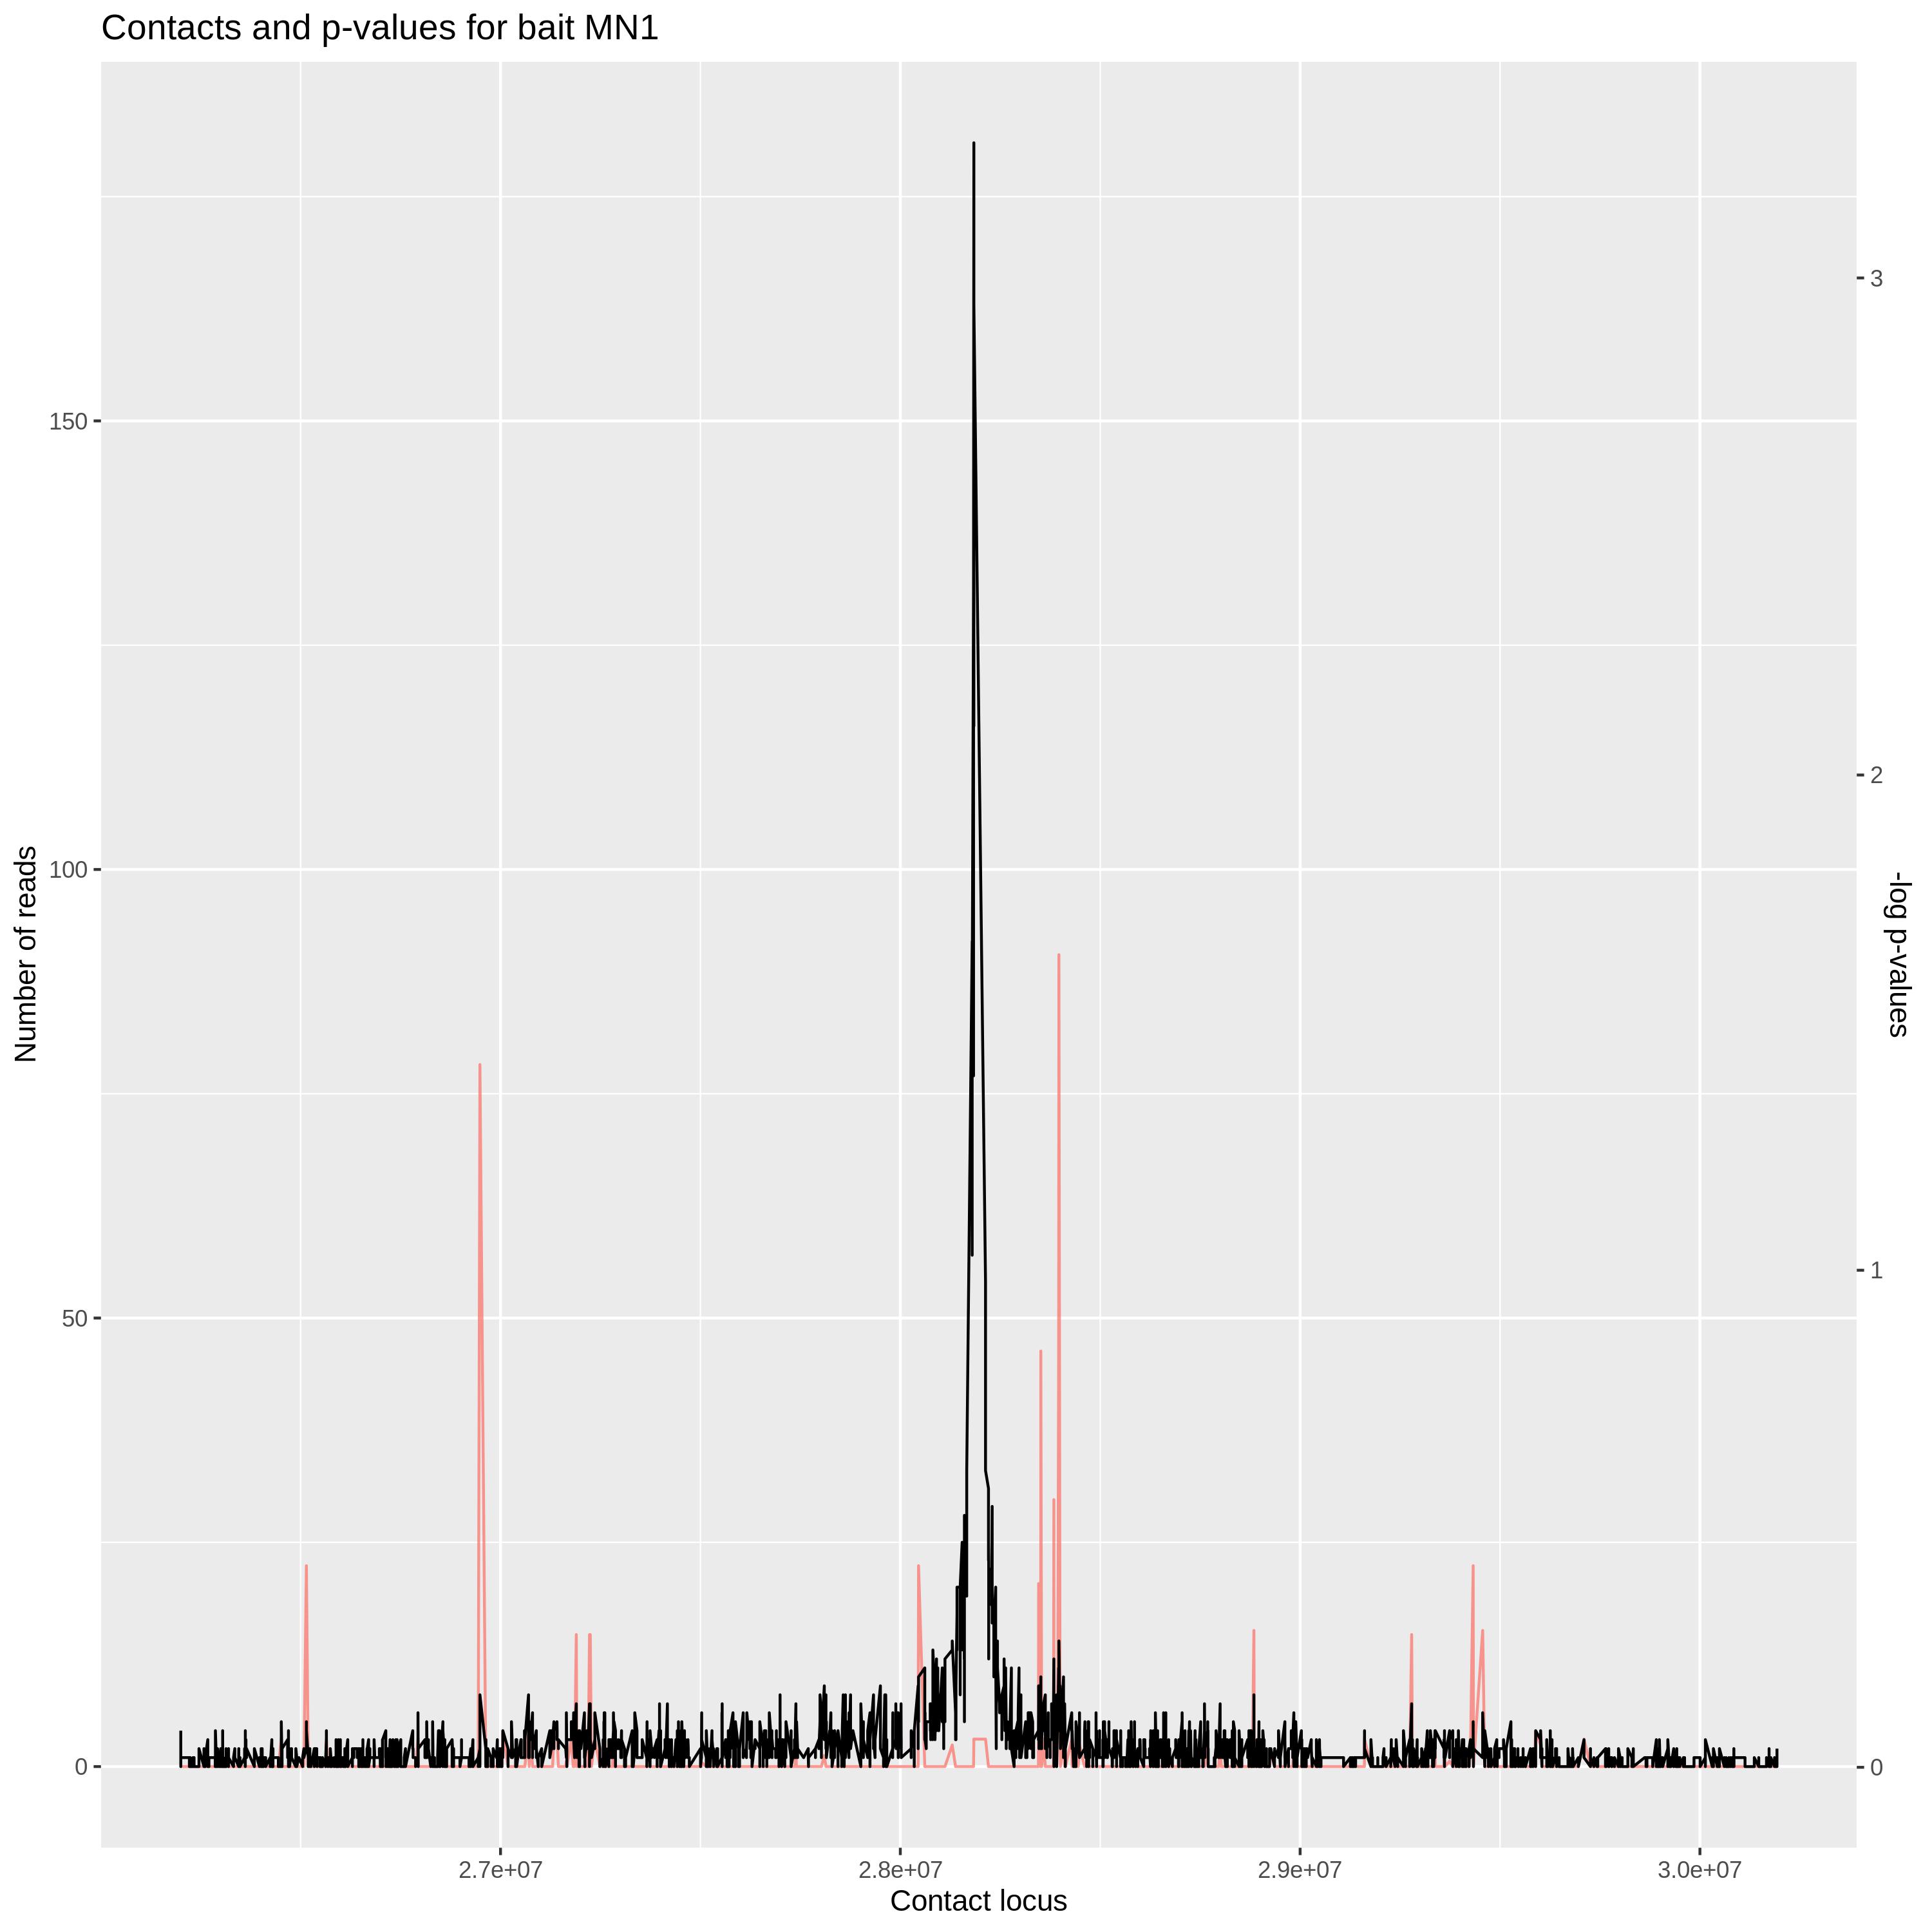 Contacts and p-values for bait MN1
150
100
50
0
3
2
1
0
Number of reads
-log p-values
2.7e+07
2.8e+07
2.9e+07
3.0e+07
Contact locus